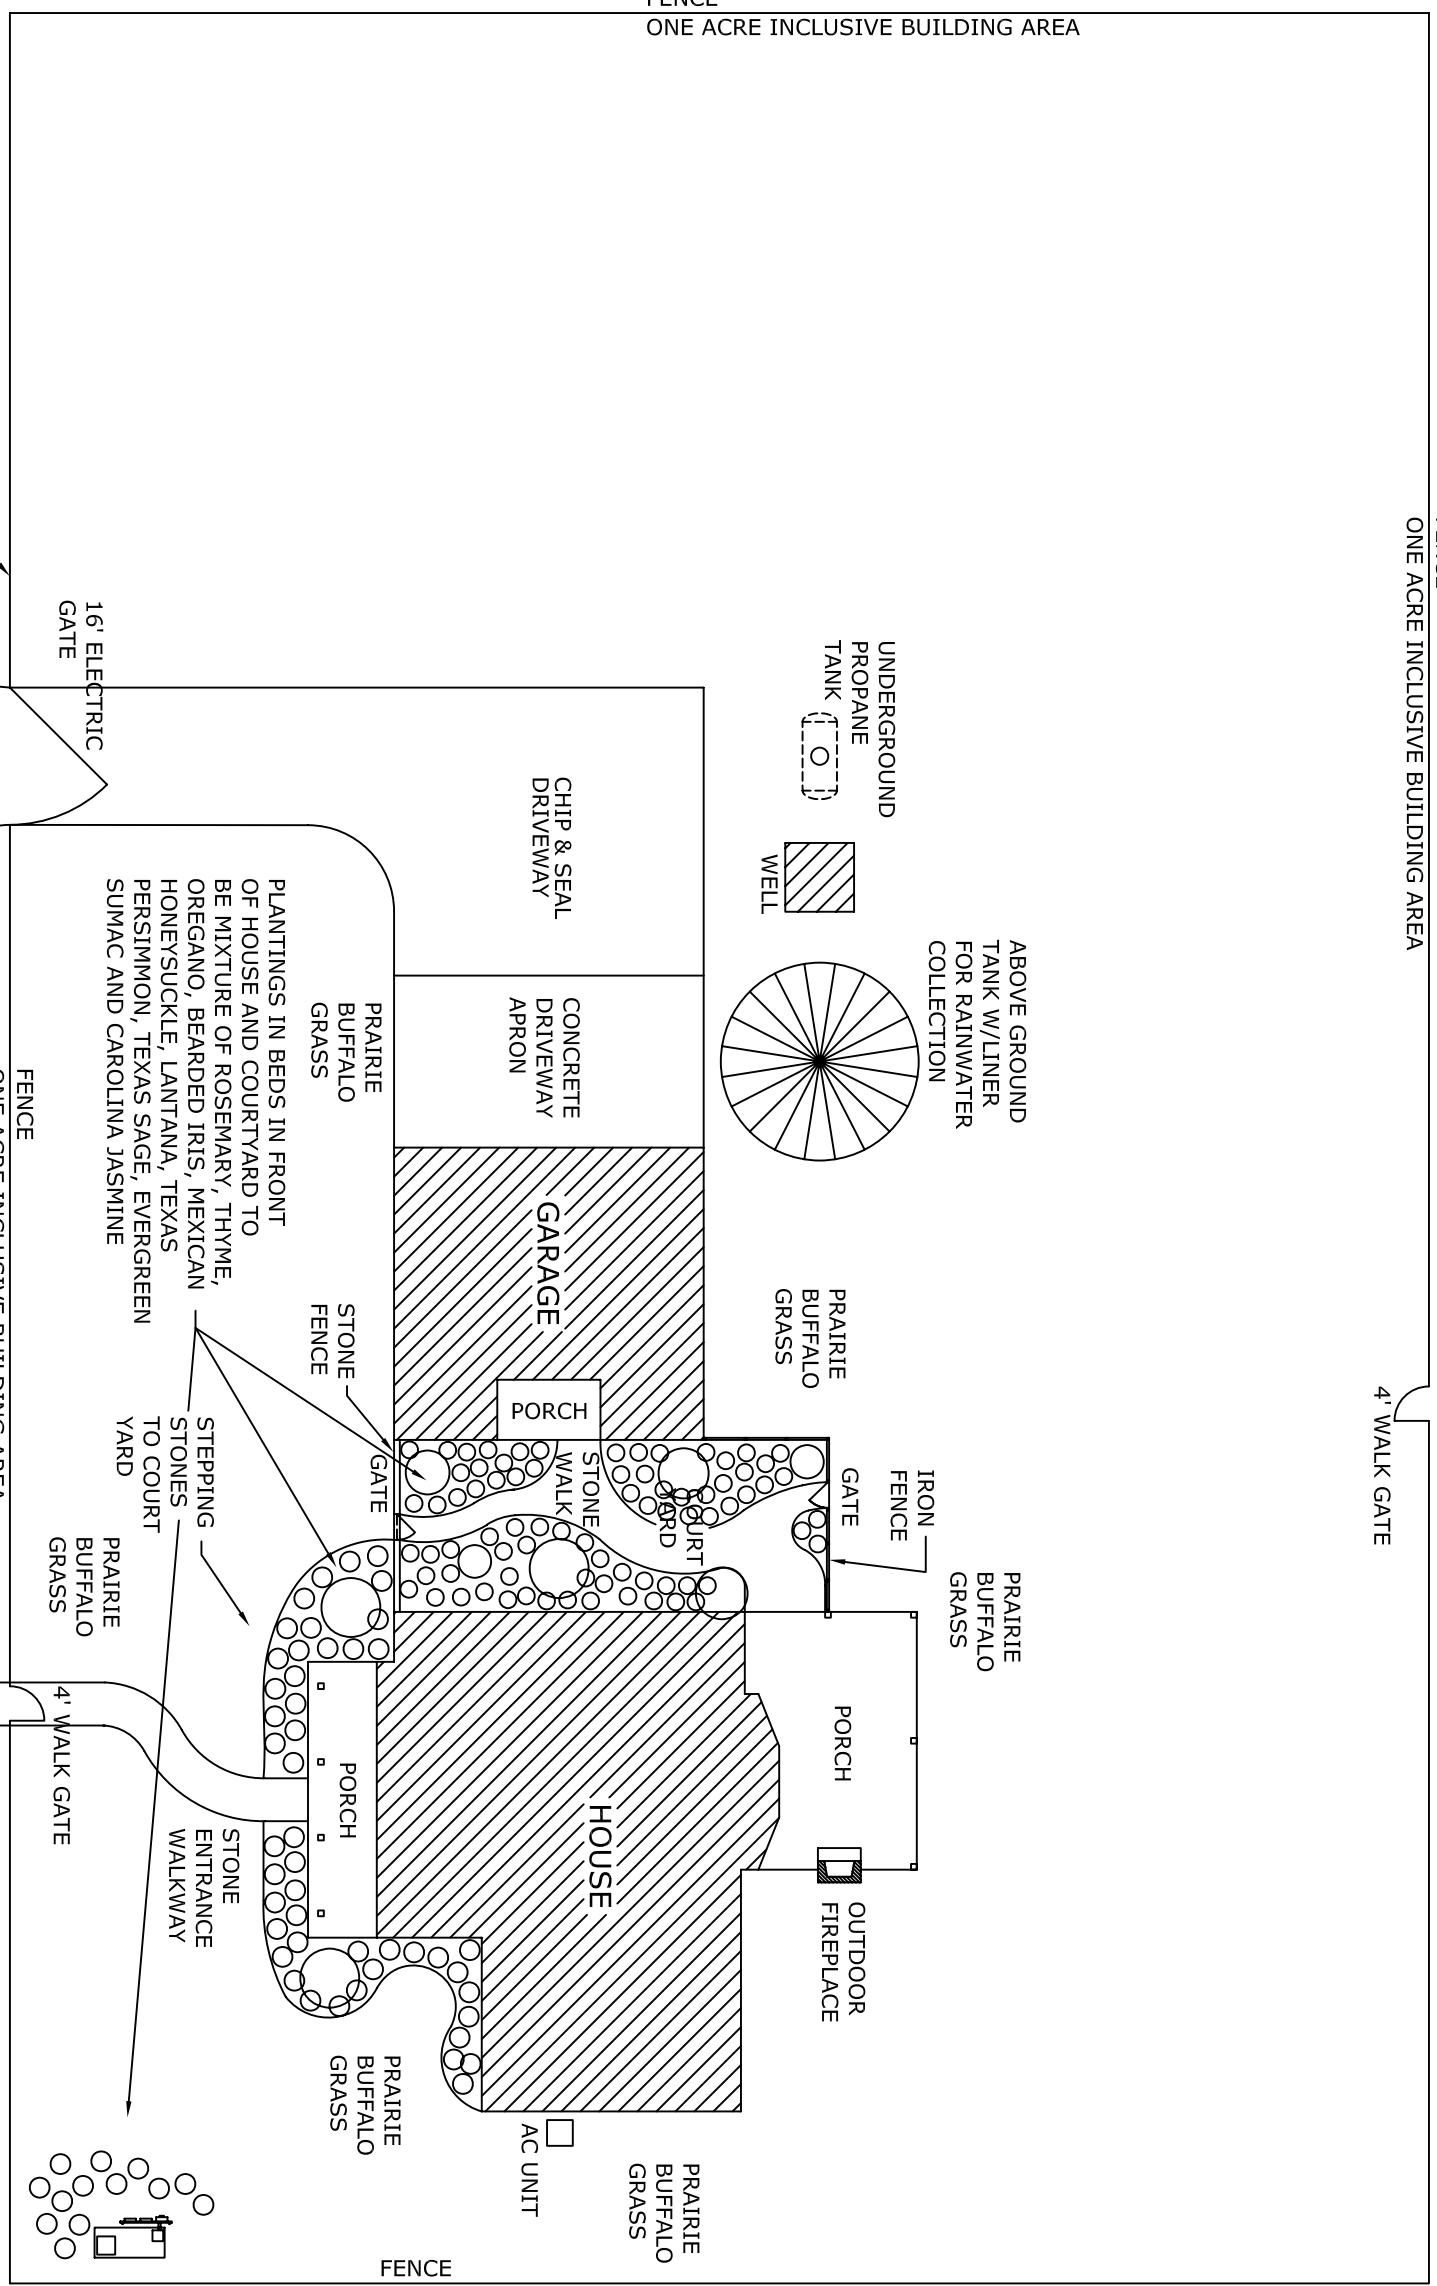 FENCE
ONE ACRE INCLUSIVE BUILDING AREA
FENCE
ONE ACRE INCLUSIVE BUILDING AREA
4' WALK GATE
16' ELECTRIC
GATE
UNDERGROUND
PROPANE
TANK
WELL
ABOVE GROUND
TANK W/LINER
FOR RAINWATER
COLLECTION
CHIP & SEAL
DRIVEWAY
CONCRETE
DRIVEWAY
APRON
PRAIRIE
BUFFALO
GRASS
PLANTINGS IN BEDS IN FRONT
OF HOUSE AND COURTYARD TO
BE MIXTURE OF ROSEMARY, THYME,
OREGANO, BEARDED IRIS, MEXICAN
HONEYSUCKLE, LANTANA, TEXAS
PERSIMMON, TEXAS SAGE, EVERGREEN
SUMAC AND CAROLINA JASMINE
FENCE
ONE ACRE INCLUSIVE BUILDING AREA
GARAGE
PORCH
PRAIRIE
BUFFALO
GRASS
STONE
FENCE
GATE
STONE
WALK
COURT
YARD
GATE
IRON
FENCE
PRAIRIE
BUFFALO
GRASS
STEPPING
STONES
TO COURT
YARD
PRAIRIE
BUFFALO
GRASS
4' WALK GATE
PORCH
HOUSE
PORCH
STONE
ENTRANCE
WALKWAY
OUTDOOR
FIREPLACE
PRAIRIE
BUFFALO
GRASS
AC UNIT
PRAIRIE
BUFFALO
GRASS
FENCE